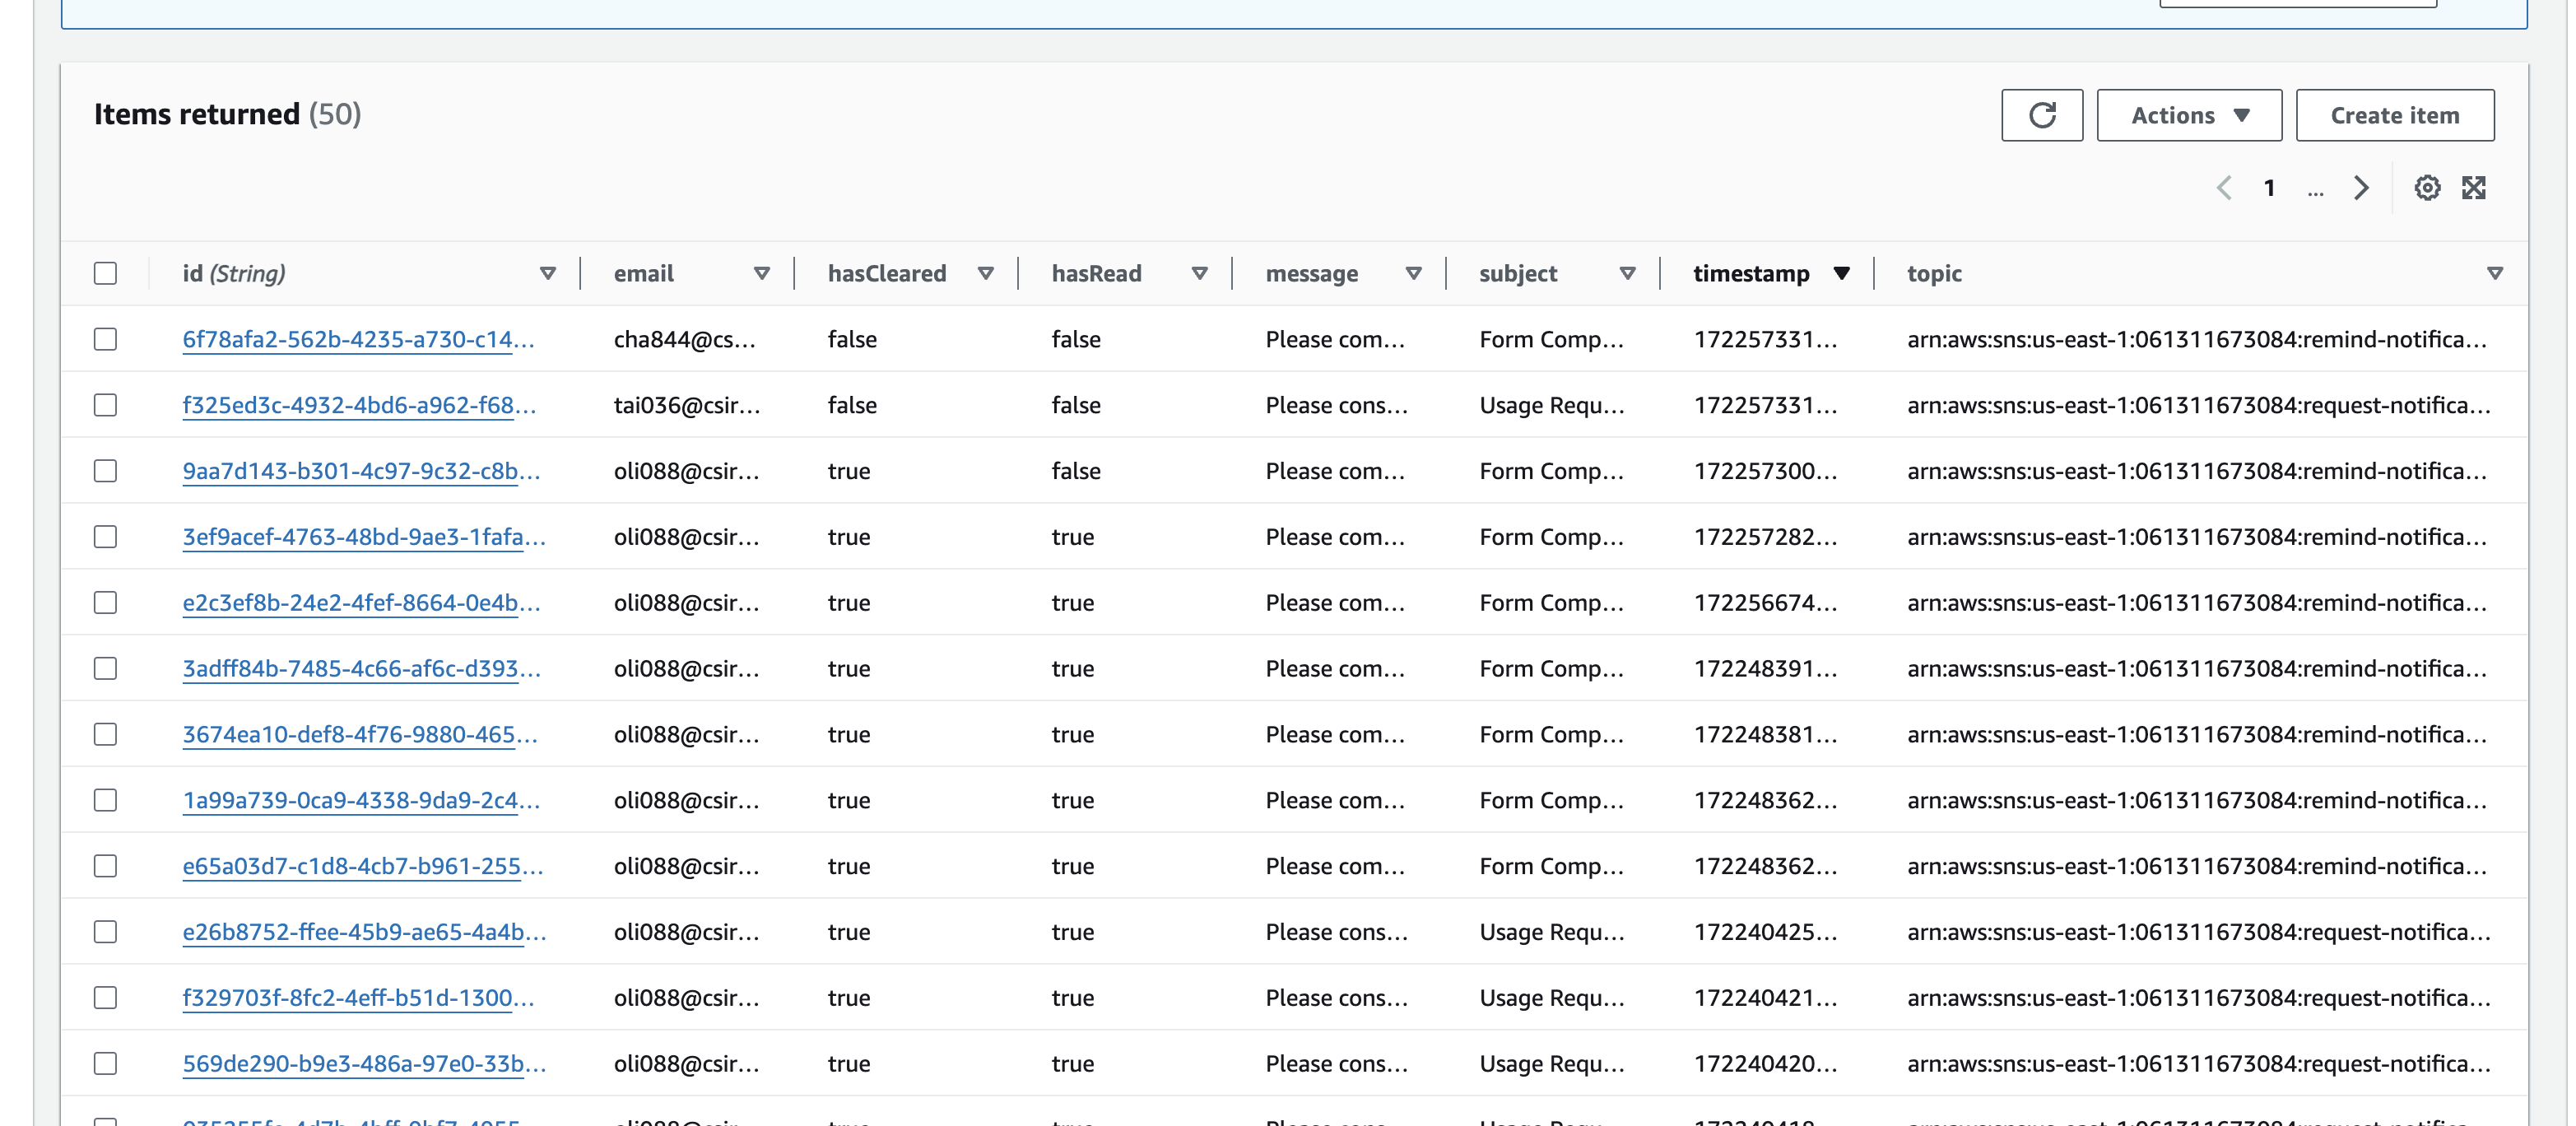 Items returned (50)
Actions
Create item
1 ...
id (String) email hasCleared hasRead message subject timestamp topic
6f78afa2-562b-4235-a730-c14... cha844@cs... false false Please com... Form Comp... 172257331... arn:aws:sns:us-east-1:061311673084:remind-notifica...
f325ed3c-4932-4bd6-a962-f68... tai036@csir... false false Please cons... Usage Requ... 172257331... arn:aws:sns:us-east-1:061311673084:request-notifica...
9aa7d143-b301-4c97-9c32-c8b... oli088@csir... true false Please com... Form Comp... 172257300... arn:aws:sns:us-east-1:061311673084:remind-notifica...
3ef9acef-4763-48bd-9ae3-1fafa... oli088@csir... true true Please com... Form Comp... 172257282... arn:aws:sns:us-east-1:061311673084:remind-notifica...
e2c3ef8b-24e2-4fef-8664-0e4b... oli088@csir... true true Please com... Form Comp... 172256674... arn:aws:sns:us-east-1:061311673084:remind-notifica...
3adff84b-7485-4c66-af6c-d393... oli088@csir... true true Please com... Form Comp... 172248391... arn:aws:sns:us-east-1:061311673084:remind-notifica...
3674ea10-def8-4f76-9880-465... oli088@csir... true true Please com... Form Comp... 172248381... arn:aws:sns:us-east-1:061311673084:remind-notifica...
1a99a739-0ca9-4338-9da9-2c4... oli088@csir... true true Please com... Form Comp... 172248362... arn:aws:sns:us-east-1:061311673084:remind-notifica...
e65a03d7-c1d8-4cb7-b961-255... oli088@csir... true true Please com... Form Comp... 172248362... arn:aws:sns:us-east-1:061311673084:remind-notifica...
e26b8752-ffee-45b9-ae65-4a4b... oli088@csir... true true Please cons... Usage Requ... 172240425... arn:aws:sns:us-east-1:061311673084:request-notifica...
f329703f-8fc2-4eff-b51d-1300... oli088@csir... true true Please cons... Usage Requ... 172240421... arn:aws:sns:us-east-1:061311673084:request-notifica...
569de290-b9e3-486a-97e0-33b... oli088@csir... true true Please cons... Usage Requ... 172240420... arn:aws:sns:us-east-1:061311673084:request-notifica...